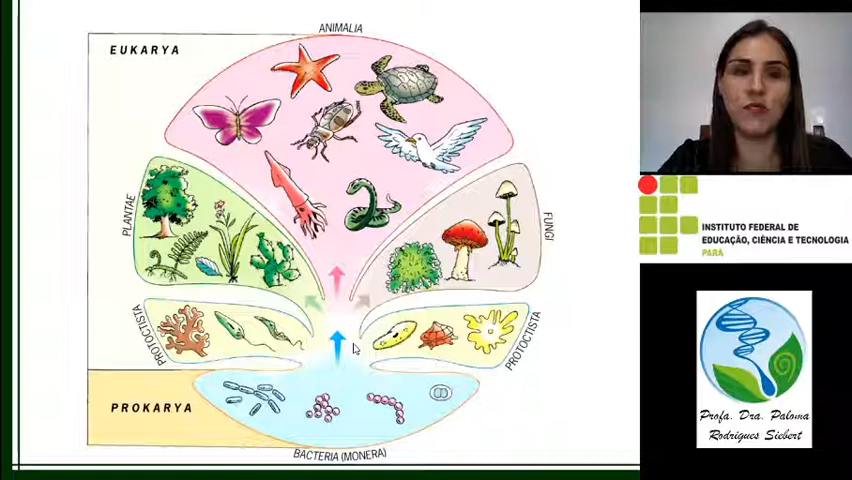 ANIMALIA
EUKARYA
PLANTAE
FUNGI
PROTOCTISTA
PROTOCTISTA
PROKARYA
BACTERIA (MONERA)
INSTITUTO FEDERAL DE
EDUCAÇÃO, CIÊNCIA E TECNOLOGIA
PARÁ
Profa. Dra. Paloma
Rodrigues Siebert